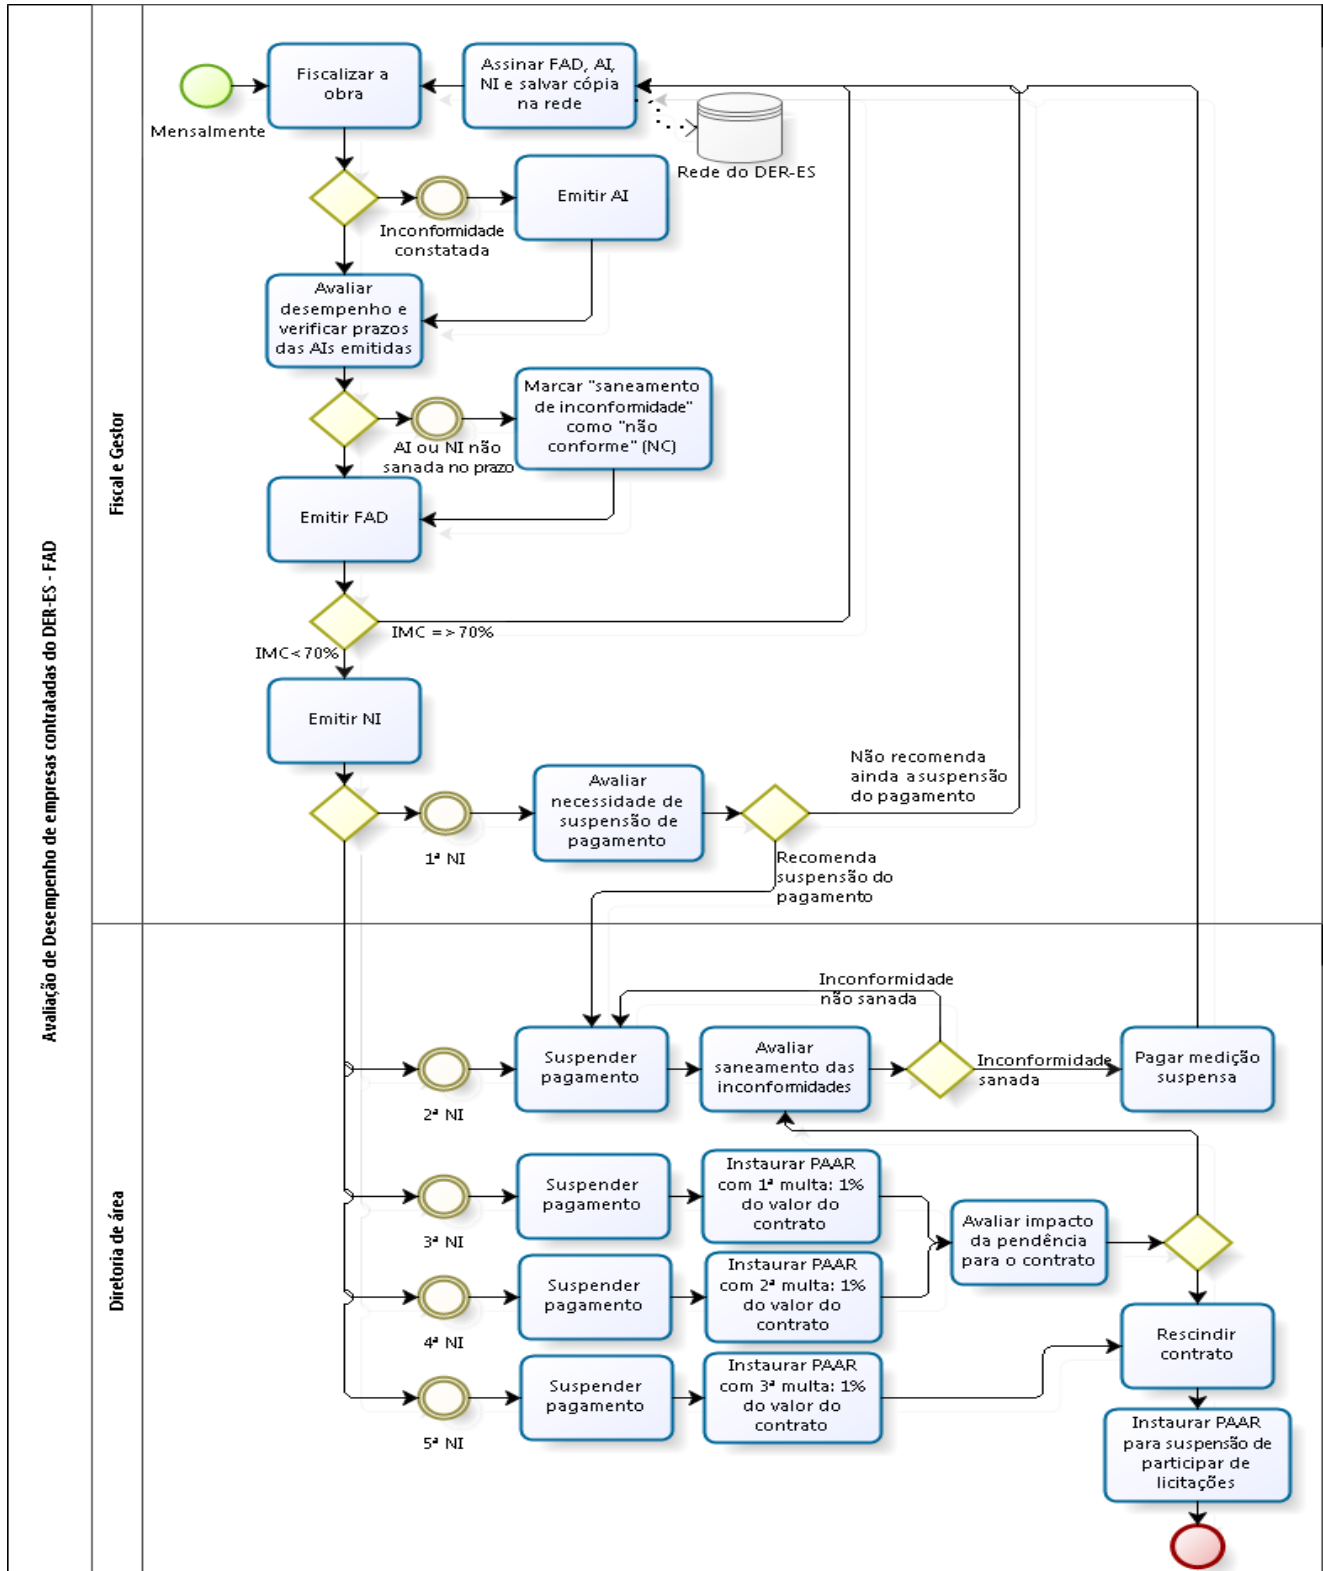 Avaliação de Desempenho de empresas contratadas do DER-ES - FAD
Fiscal e Gestor
Mensalmente
Fiscalizar a
obra
Assinar FAD, AI,
NI e salvar cópia
na rede
Rede do DER-ES
Inconformidade
constatada
Emitir AI
Avaliar
desempenho e
verificar prazos
das AIs emitidas
AI ou NI não
sanada no prazo
Marcar "saneamento
de inconformidade"
como "não
conforme" (NC)
Emitir FAD
IMC =>70%
IMC<70%
Emitir NI
1ª NI
Avaliar
necessidade de
suspensão de
pagamento
Não recomenda
ainda a suspensão
do pagamento
Recomenda
suspensão do
pagamento
Diretoria de área
2ª NI
Suspender
pagamento
Avaliar
saneamento das
inconformidades
Inconformidade
não sanada
Inconformidade
sanada
Pagar medição
suspensa
3ª NI
Suspender
pagamento
Instaurar PAAR
com 1ª multa: 1%
do valor do
contrato
4ª NI
Suspender
pagamento
Instaurar PAAR
com 2ª multa: 1%
do valor do
contrato
Avaliar impacto
da pendência
para o contrato
5ª NI
Suspender
pagamento
Instaurar PAAR
com 3ª multa: 1%
do valor do
contrato
Rescindir
contrato
Instaurar PAAR
para suspensão de
participar de
licitações